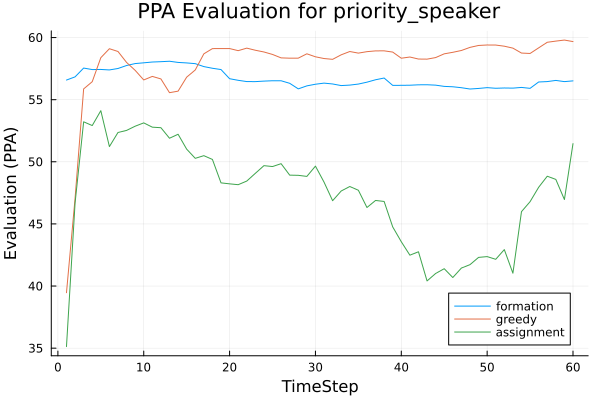 PPA Evaluation for priority_speaker
Evaluation (PPA)
60
55
50
45
40
35
0
10
20
30
40
50
60
TimeStep
formation
greedy
assignment